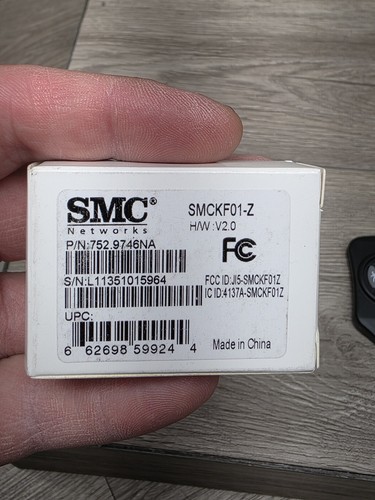 SMC®
Networks
SMCKF01-Z
H/W :V2.0
P/N:752.9746NA
FC
S/N:L11351015964
FCC ID:JI5-SMCKF01Z
IC ID:4137A-SMCKF01Z
UPC:
6 62698 59924 4
Made in China